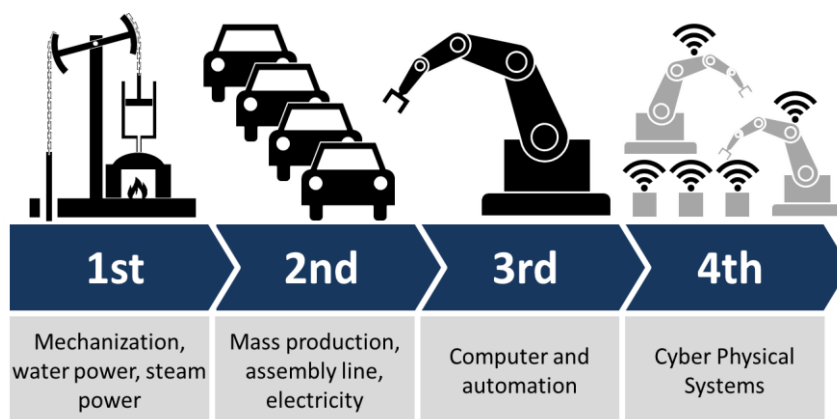 1st
2nd
3rd
4th
Mechanization,
water power, steam
power
Mass production,
assembly line,
electricity
Computer and
automation
Cyber Physical
Systems